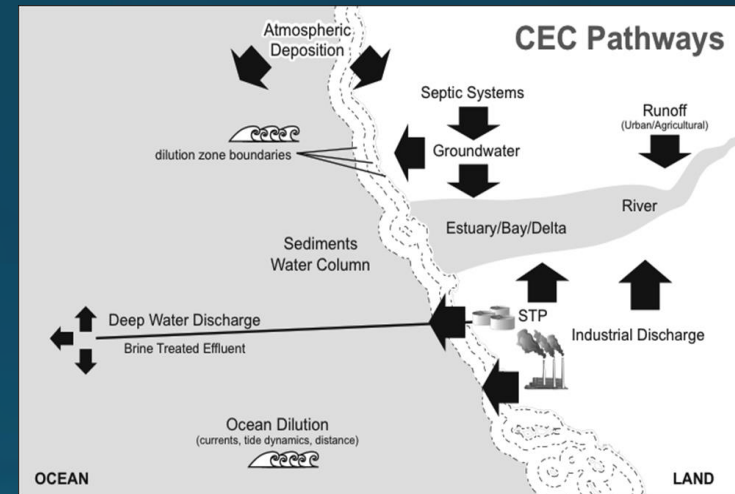 CEC Pathways
Atmospheric
Deposition
Septic Systems
Runoff
(Urban/Agricultural)
Groundwater
dilution zone boundaries
River
Estuary/Bay/Delta
Sediments
Water Column
Deep Water Discharge
Brine Treated Effluent
STP
Industrial Discharge
Ocean Dilution
(currents, tide dynamics, distance)
OCEAN
LAND